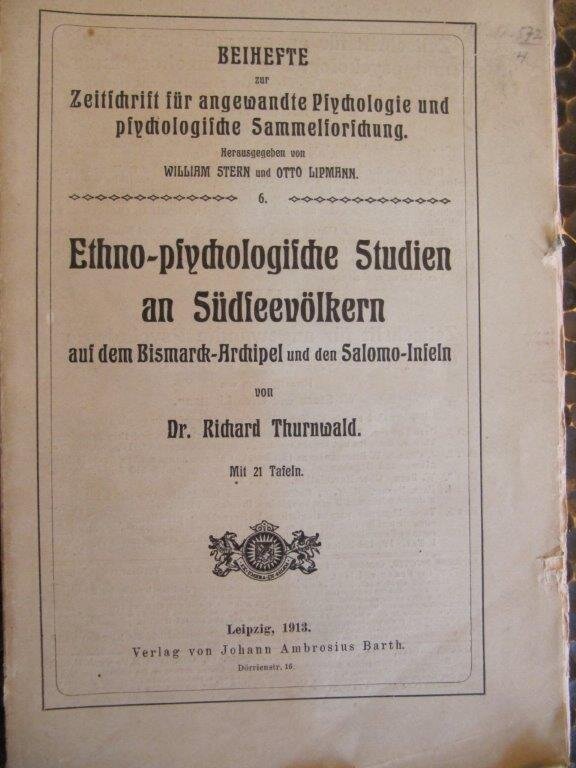 BEIHEFTE
zur
Zeitſchrift für angewandte Pſychologie und
pſychologiſche Sammelforſchung.
Herausgegeben von
WILLIAM STERN und OTTO LIPMANN.
6.
Ethno-pſychologiſche Studien
an Südſeevölkern
auf dem Bismarck-Archipel und den Salomo-Inſeln
von
Dr. Richard Thurnwald.
Mit 21 Tafeln.
Leipzig, 1913.
Verlag von Johann Ambrosius Barth.
Dörrienstr. 16.